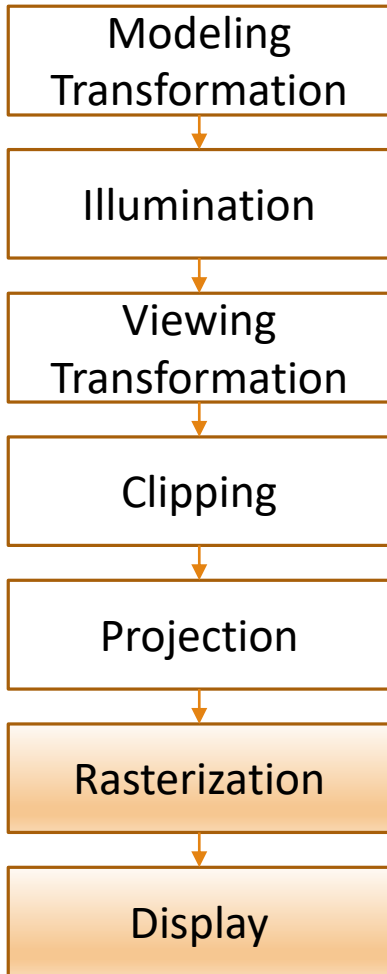 Modeling
Transformation
Illumination
Viewing
Transformation
Clipping
Projection
Rasterization
Display